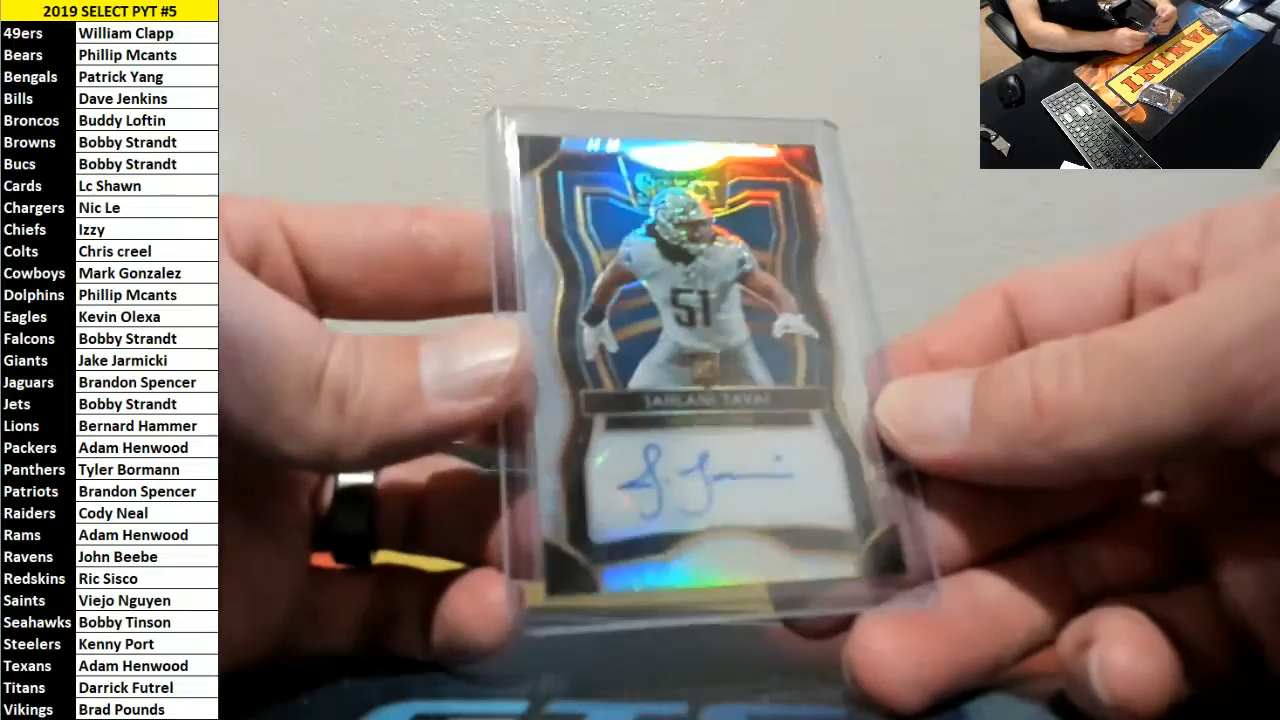 2019 SELECT PYT #5
49ers William Clapp
Bears Phillip Mcants
Bengals Patrick Yang
Bills Dave Jenkins
Broncos Buddy Loftin
Browns Bobby Strandt
Bucs Bobby Strandt
Cards Lc Shawn
Chargers Nic Le
Chiefs Izzy
Colts Chris creel
Cowboys Mark Gonzalez
Dolphins Phillip Mcants
Eagles Kevin Olexa
Falcons Bobby Strandt
Giants Jake Jarmicki
Jaguars Brandon Spencer
Jets Bobby Strandt
Lions Bernard Hammer
Packers Adam Henwood
Panthers Tyler Bormann
Patriots Brandon Spencer
Raiders Cody Neal
Rams Adam Henwood
Ravens John Beebe
Redskins Ric Sisco
Saints Viejo Nguyen
Seahawks Bobby Tinson
Steelers Kenny Port
Texans Adam Henwood
Titans Darrick Futrel
Vikings Brad Pounds
SELECT
51
JAHLANI TAVAI
PANINI